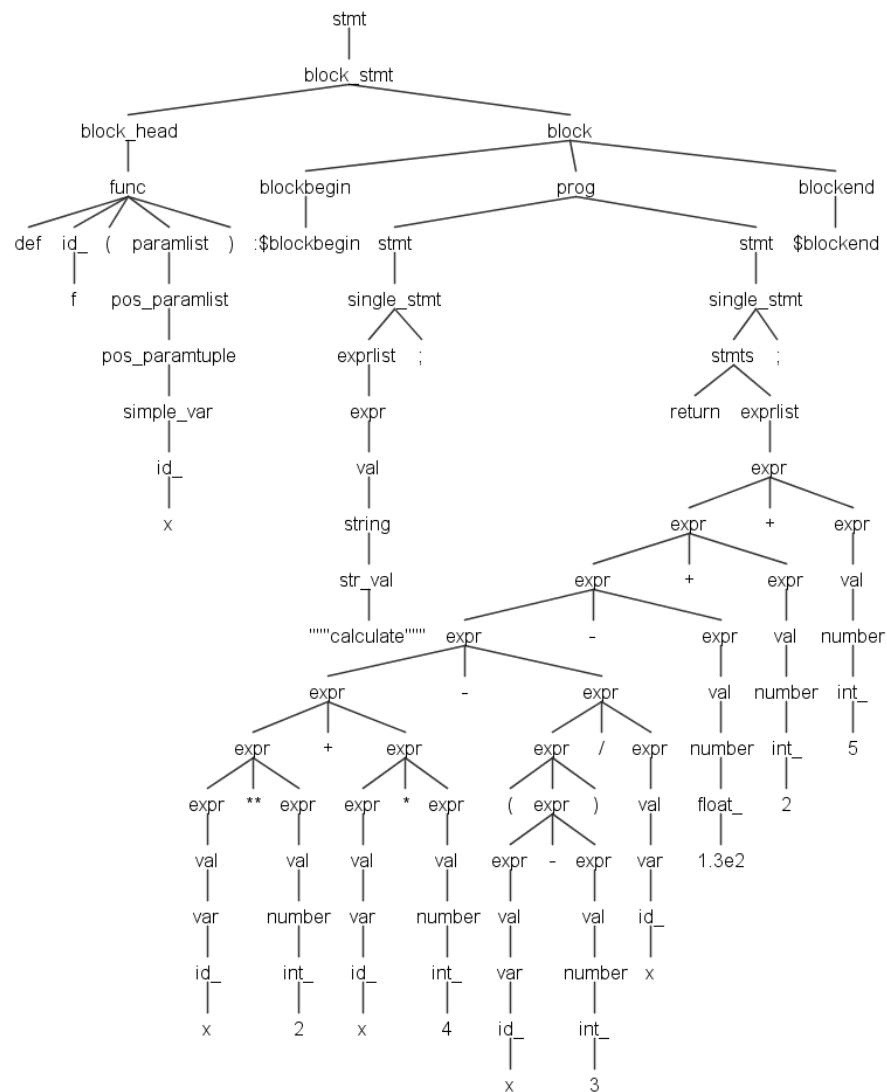 stmt
block_stmt
block_head block
func blockbegin prog blockend
def id_ ( paramlist ) :$blockbegin stmt stmt $blockend
f pos_paramlist single_stmt single_stmt
pos_paramtuple exprlist ; stmts ;
simple_var expr return exprlist
id_ val expr
x string expr + expr
str_val expr + expr val
"""calculate""" expr - expr val number
expr - expr val number int_
expr + expr expr / expr number int_ 5
expr ** expr expr * expr ( expr ) val float_ 2
val val val val expr - expr var 1.3e2
var number var number val val id_
id_ int_ id_ int_ var number x
x 2 x 4 id_ int_
x 3